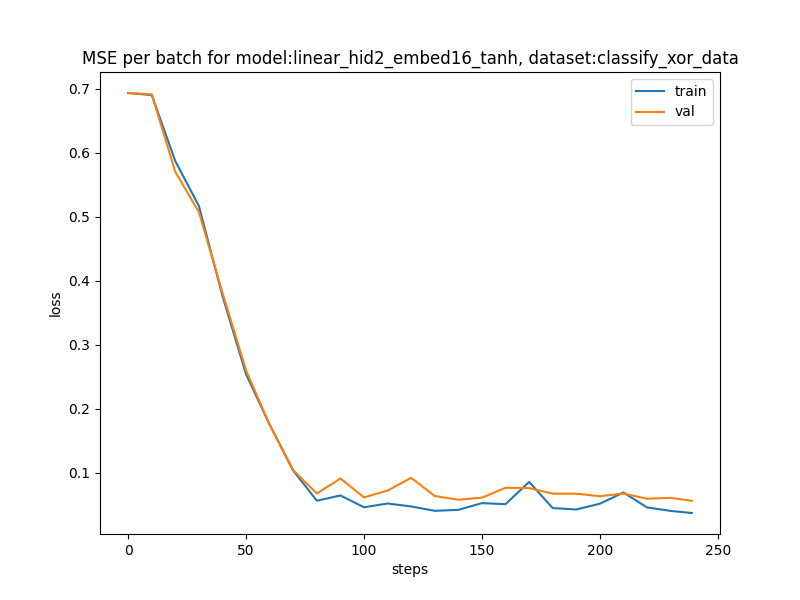 MSE per batch for model:linear_hid2_embed16_tanh, dataset:classify_xor_data
train
val
0.7
0.6
0.5
0.4
0.3
0.2
0.1
loss
0 50 100 150 200 250
steps